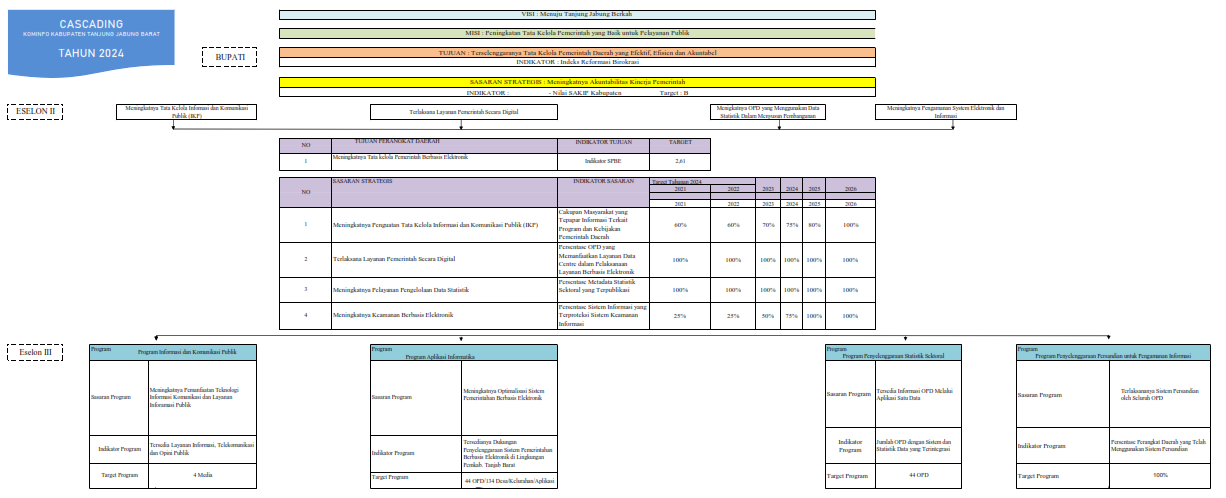 CASCADING
KOMINFO KABUPATEN TANJUNG JABUNG BARAT
TAHUN 2024
VISI : Menuju Tanjung Jabung Berkah
MISI : Peningkatan Tata Kelola Pemerintah yang Baik untuk Pelayanan Publik
BUPATI
TUJUAN : Terselenggaranya Tata Kelola Pemerintah Daerah yang Efektif, Efisien dan Akuntabel
INDIKATOR : Indeks Reformasi Birokrasi
SASARAN STRATEGIS : Meningkatnya Akuntabilitas Kinerja Pemerintah
INDIKATOR : - Nilai SAKIP Kabupaten Target : B
ESELON II
Meningkatnya Tata Kelola Infomasi dan Komunikasi
Publik (IKF)
Terlaksana Layanan Pemerintah Secara Digital
Mengkatnya OPD yang Menggunakan Data
Statistik Dalam Menyusun Pembangunan
Meningkatnya Pengamanan System Elektronik dan
Informasi
NO TUJUAN PERANGKAT DAERAH INDIKATOR TUJUAN TARGET
1 Meningkatnya Tata kelola Pemerintah Berbasis Elektronik Indikator SPBE 2,61
NO SASARAN STRATEGIS INDIKATOR SASARAN Target Tahunan 2024
2021 2022 2023 2024 2025 2026
2021 2022 2023 2024 2025 2026
1 Meningkatnya Penguatan Tata Kelola Informasi dan Komunikasi Publik (IKF)
Cakupan Masyarakat yang
Terpapar Informasi Terkait
Program dan Kebijakan
Pemerintah Daerah
60% 60% 70% 75% 80% 100%
2 Terlaksana Layanan Pemerintah Secara Digital
Persentase OPD yang
Memanfaatkan Layanan Data
Centre dalam Pelaksanaan
Layanan Berbasis Elektronik
100% 100% 100% 100% 100% 100%
3 Meningkatnya Pelayanan Pengelolaan Data Statistik
Persentase Metadata Statistik
Sektoral yang Terpublikasi
100% 100% 100% 100% 100% 100%
4 Meningkatnya Keamanan Berbasis Elektronik
Persentase Sistem Informasi yang
Terproteksi Sistem Keamanan
Informasi
25% 25% 50% 75% 100% 100%
Eselon III
Program
Program Informasi dan Komunikasi Publik
Sasaran Program
Meningkatnya Pemanfaatan Teknologi
Informasi Komunikasi dan Layanan
Inforamasi Publik
Indikator Program
Tersedia Layanan Informasi, Telekomunikasi
dan Opini Publik
Target Program
4 Media
Program
Program Aplikasi Informatika
Sasaran Program
Meningkatnya Optimalisasi Sistem
Pemerintahan Berbasis Elektronik
Indikator Program
Tersedianya Dukungan
Penyelenggaraan Sistem Pemerintahan
Berbasis Elektronik di Lingkungan
Pemkab. Tanjab Barat
Target Program
44 OPD/134 Desa/Kelurahan/Aplikasi
Program
Program Penyelenggaraan Statistik Sektoral
Sasaran Program
Tersedia Informasi OPD Melalui
Aplikasi Satu Data
Indikator
Program
Jumlah OPD dengan Sistem dan
Statistik Data yang Terintegrasi
Target Program
44 OPD
Program
Program Penyelenggaraan Persandian untuk Pengamanan Informasi
Sasaran Program
Terlaksananya Sistem Persandian
oleh Seluruh OPD
Indikator Program
Persentase Perangkat Daerah yang Telah
Menggunakan Sistem Persandian
Target Program
100%